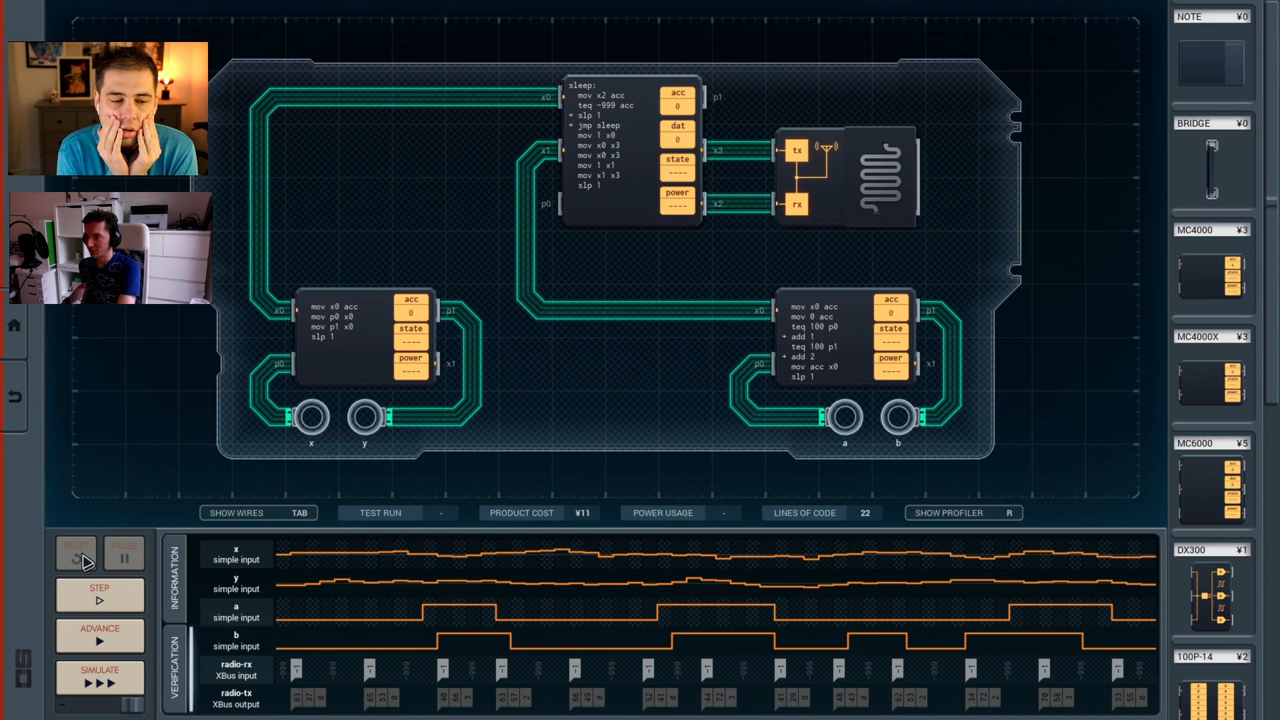 NOTE ¥0
BRIDGE ¥0
MC4000 ¥3
MC4000X ¥3
MC6000 ¥5
DX300 ¥1
100P-14 ¥2
x0
x1
p0
p1
x3
x2
sleep:
mov x2 acc
teq -999 acc
+ slp 1
+ jmp sleep
mov 1 x0
mov x0 x3
mov x0 x3
mov 1 x1
mov x1 x3
slp 1
acc
0
dat
0
state
----
power
----
tx
rx
x0
p0
mov x0 acc
mov p0 x0
mov p1 x0
slp 1
acc
0
state
----
power
----
p1
x1
x
y
x0
p0
mov x0 acc
mov 0 acc
teq 100 p0
+ add 1
teq 100 p1
+ add 2
mov acc x0
slp 1
acc
0
state
----
power
----
p1
x1
a
b
SHOW WIRES TAB
TEST RUN -
PRODUCT COST ¥11
POWER USAGE -
LINES OF CODE 22
SHOW PROFILER R
RESET
PAUSE
STEP
ADVANCE
SIMULATE
INFORMATION
VERIFICATION
x
simple input
y
simple input
a
simple input
b
simple input
radio-rx
XBus input
radio-tx
XBus output